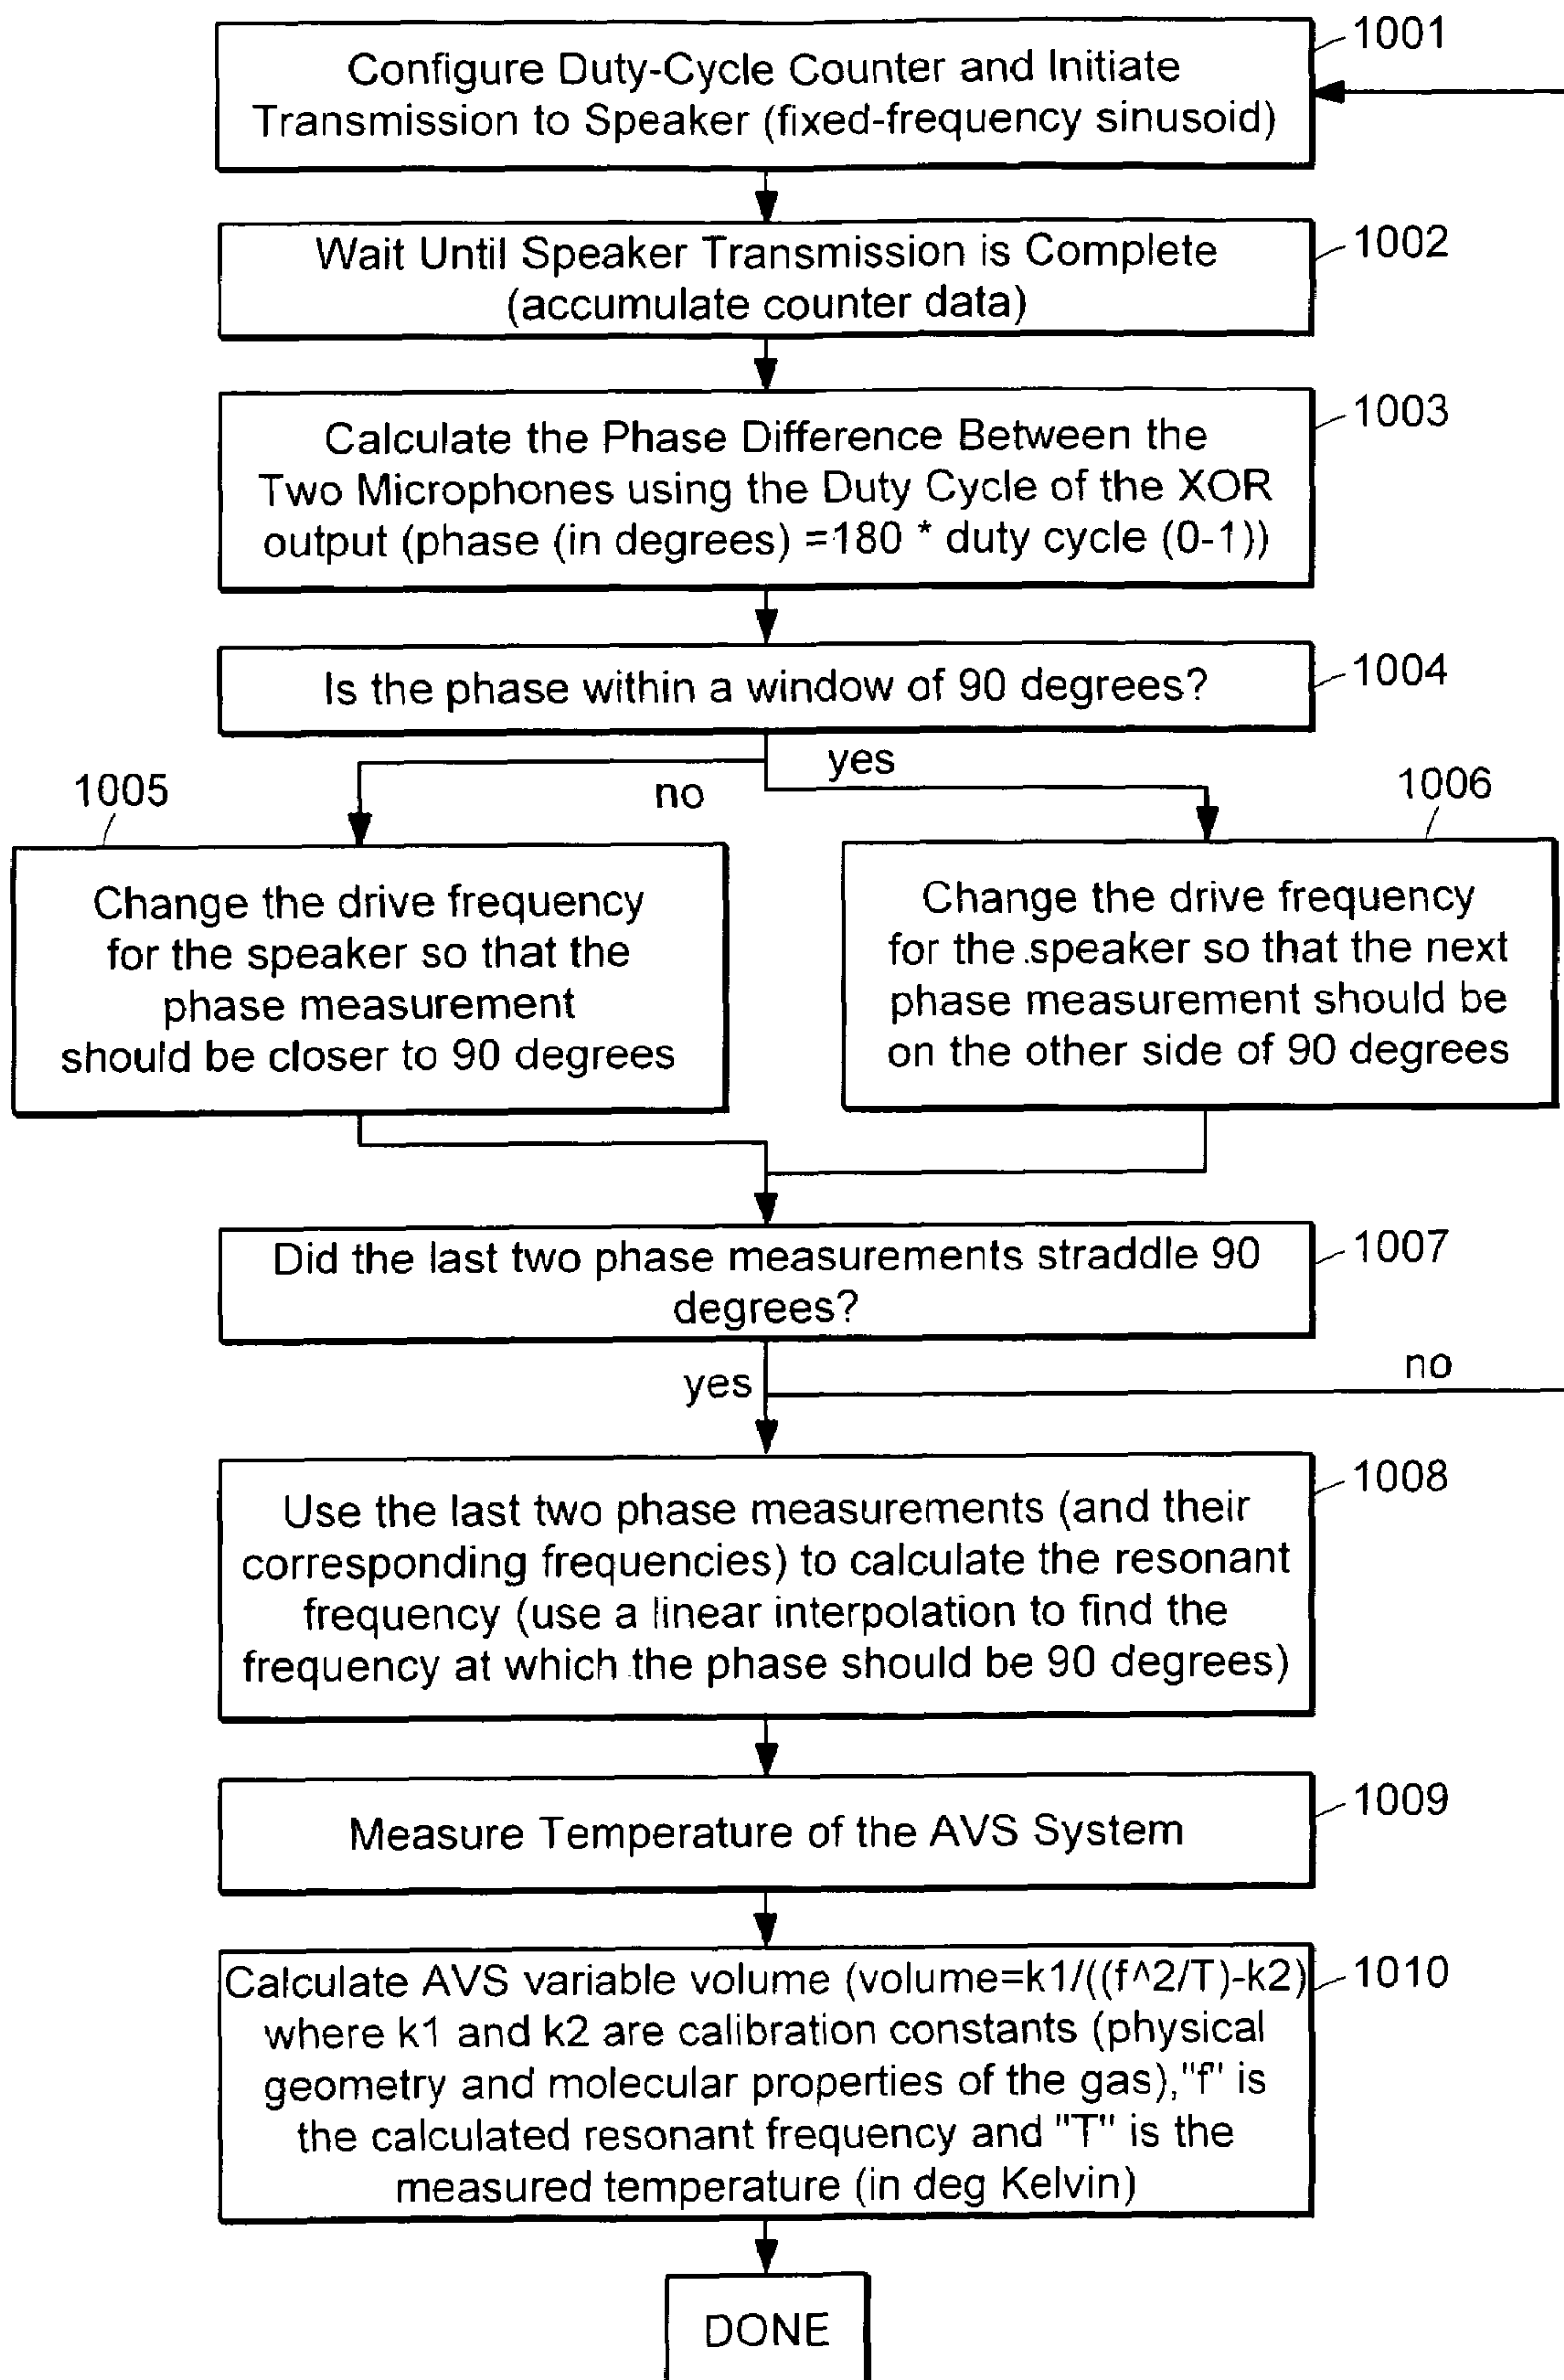 1001
Configure Duty-Cycle Counter and Initiate
Transmission to Speaker (fixed-frequency sinusoid)
1002
Wait Until Speaker Transmission is Complete
(accumulate counter data)
1003
Calculate the Phase Difference Between the
Two Microphones using the Duty Cycle of the XOR
output (phase (in degrees) =180 * duty cycle (0-1))
1004
Is the phase within a window of 90 degrees?
yes
no
1005
Change the drive frequency
for the speaker so that the
phase measurement
should be closer to 90 degrees
1006
Change the drive frequency
for the speaker so that the next
phase measurement should be
on the other side of 90 degrees
1007
Did the last two phase measurements straddle 90
degrees?
no
yes
1008
Use the last two phase measurements (and their
corresponding frequencies) to calculate the resonant
frequency (use a linear interpolation to find the
frequency at which the phase should be 90 degrees)
1009
Measure Temperature of the AVS System
1010
Calculate AVS variable volume (volume=k1/((f^2/T)-k2)
where k1 and k2 are calibration constants (physical
geometry and molecular properties of the gas),"f" is
the calculated resonant frequency and "T" is the
measured temperature (in deg Kelvin)
DONE